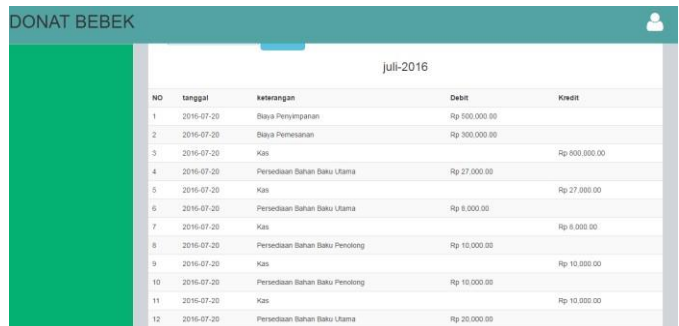 DONAT BEBEK
juli-2016
NO tanggal keterangan Debit Kredit
1 2016-07-20 Biaya Penyimpanan Rp 500,000.00
2 2016-07-20 Biaya Pemesanan Rp 300,000.00
3 2016-07-20 Kas Rp 800,000.00
4 2016-07-20 Persediaan Bahan Baku Utama Rp 27,000.00
5 2016-07-20 Kas Rp 27,000.00
6 2016-07-20 Persediaan Bahan Baku Utama Rp 8,000.00
7 2016-07-20 Kas Rp 8,000.00
8 2016-07-20 Persediaan Bahan Baku Penolong Rp 10,000.00
9 2016-07-20 Kas Rp 10,000.00
10 2016-07-20 Persediaan Bahan Baku Penolong Rp 10,000.00
11 2016-07-20 Kas Rp 10,000.00
12 2016-07-20 Persediaan Bahan Baku Utama Rp 20,000.00